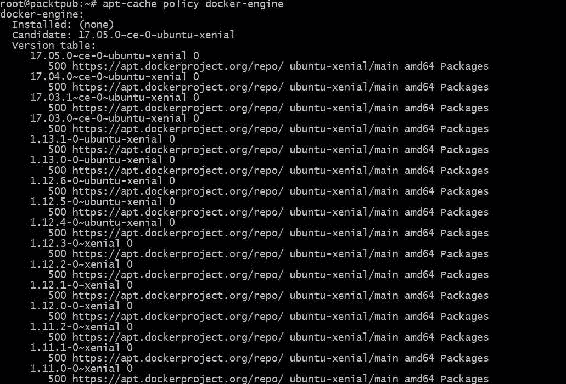 root@packtpub:~# apt-cache policy docker-engine
docker-engine:
  Installed: (none)
  Candidate: 17.05.0~ce-0~ubuntu-xenial
  Version table:
     17.05.0~ce-0~ubuntu-xenial 0
        500 https://apt.dockerproject.org/repo/ ubuntu-xenial/main amd64 Packages
     17.04.0~ce-0~ubuntu-xenial 0
        500 https://apt.dockerproject.org/repo/ ubuntu-xenial/main amd64 Packages
     17.03.1~ce-0~ubuntu-xenial 0
        500 https://apt.dockerproject.org/repo/ ubuntu-xenial/main amd64 Packages
     17.03.0~ce-0~ubuntu-xenial 0
        500 https://apt.dockerproject.org/repo/ ubuntu-xenial/main amd64 Packages
     1.13.1-0~ubuntu-xenial 0
        500 https://apt.dockerproject.org/repo/ ubuntu-xenial/main amd64 Packages
     1.13.0-0~ubuntu-xenial 0
        500 https://apt.dockerproject.org/repo/ ubuntu-xenial/main amd64 Packages
     1.12.6-0~ubuntu-xenial 0
        500 https://apt.dockerproject.org/repo/ ubuntu-xenial/main amd64 Packages
     1.12.5-0~ubuntu-xenial 0
        500 https://apt.dockerproject.org/repo/ ubuntu-xenial/main amd64 Packages
     1.12.4-0~ubuntu-xenial 0
        500 https://apt.dockerproject.org/repo/ ubuntu-xenial/main amd64 Packages
     1.12.3-0~xenial 0
        500 https://apt.dockerproject.org/repo/ ubuntu-xenial/main amd64 Packages
     1.12.2-0~xenial 0
        500 https://apt.dockerproject.org/repo/ ubuntu-xenial/main amd64 Packages
     1.12.1-0~xenial 0
        500 https://apt.dockerproject.org/repo/ ubuntu-xenial/main amd64 Packages
     1.12.0-0~xenial 0
        500 https://apt.dockerproject.org/repo/ ubuntu-xenial/main amd64 Packages
     1.11.2-0~xenial 0
        500 https://apt.dockerproject.org/repo/ ubuntu-xenial/main amd64 Packages
     1.11.1-0~xenial 0
        500 https://apt.dockerproject.org/repo/ ubuntu-xenial/main amd64 Packages
     1.11.0-0~xenial 0
        500 https://apt.dockerproject.org/repo/ ubuntu-xenial/main amd64 Packages